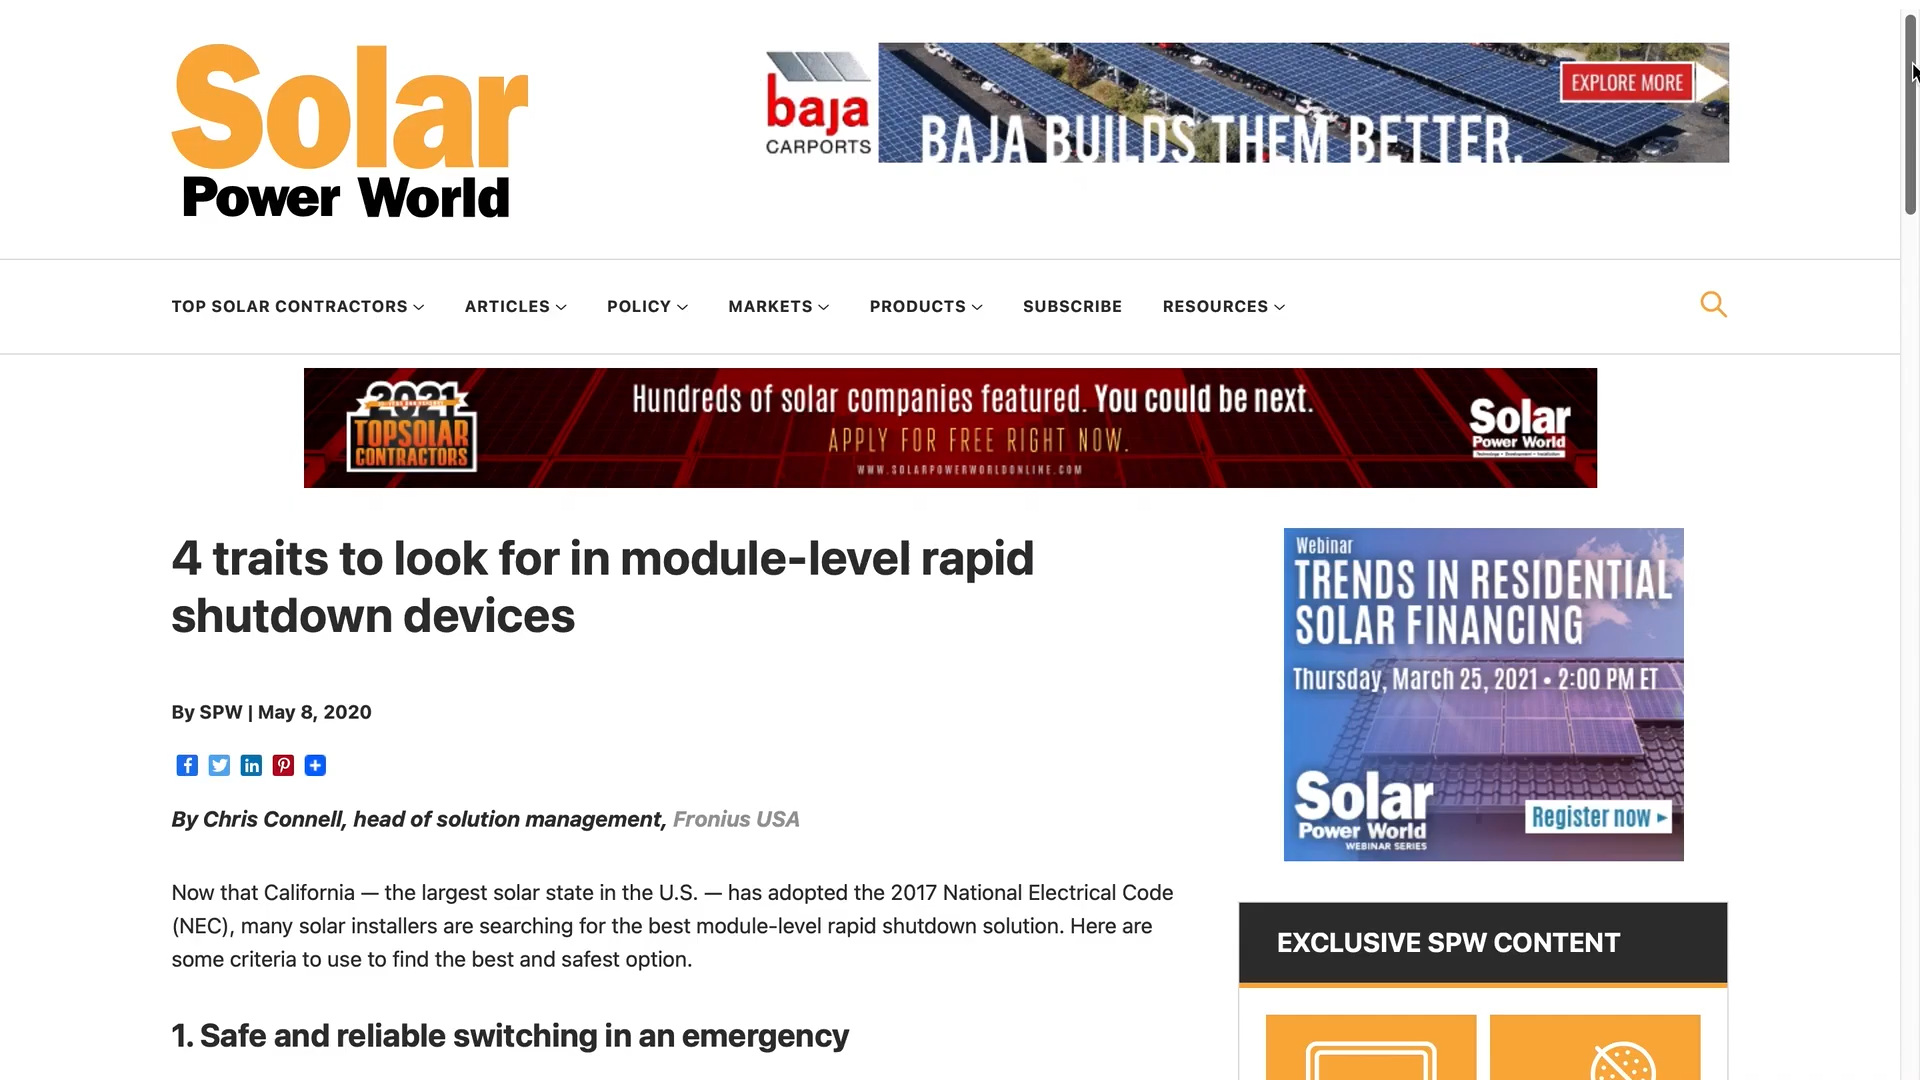 Solar
Power World
baja
CARPORTS
BAJA BUILDS THEM BETTER.
EXPLORE MORE
TOP SOLAR CONTRACTORS
ARTICLES
POLICY
MARKETS
PRODUCTS
SUBSCRIBE
RESOURCES
2021
TOP SOLAR
CONTRACTORS
Hundreds of solar companies featured. You could be next.
APPLY FOR FREE RIGHT NOW.
WWW.SOLARPOWERWORLDONLINE.COM
Solar
Power World
Technology • Development • Installation
4 traits to look for in module-level rapid
shutdown devices
By SPW | May 8, 2020
By Chris Connell, head of solution management, Fronius USA
Now that California — the largest solar state in the U.S. — has adopted the 2017 National Electrical Code
(NEC), many solar installers are searching for the best module-level rapid shutdown solution. Here are
some criteria to use to find the best and safest option.
1. Safe and reliable switching in an emergency
Webinar
TRENDS IN RESIDENTIAL
SOLAR FINANCING
Thursday, March 25, 2021 • 2:00 PM ET
Solar
Power World
WEBINAR SERIES
Register now
EXCLUSIVE SPW CONTENT